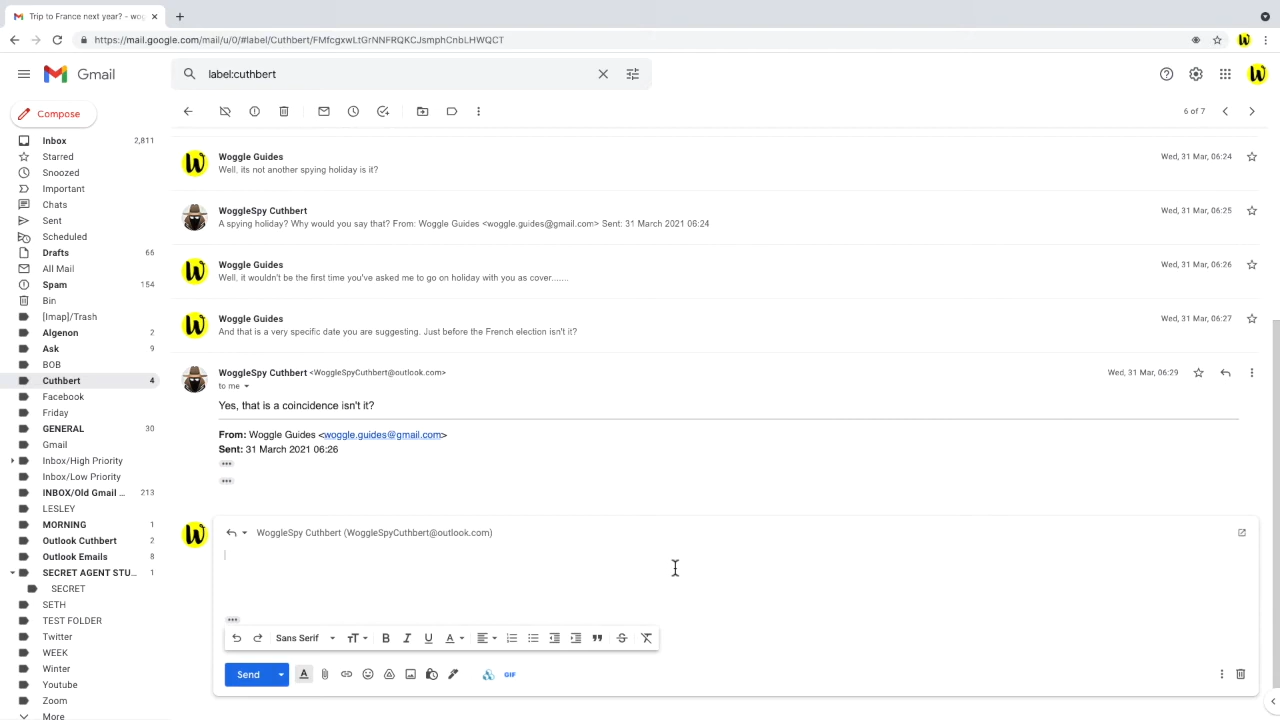 Trip to France next year? - wog
https://mail.google.com/mail/u/0/#label/Cuthbert/FMfcgxwLtGrNNFRQKCJsmphCnbLHWQCT
Gmail
label:cuthbert
Compose
6 of 7
Inbox 2,811
Starred
Snoozed
Important
Chats
Sent
Scheduled
Drafts 66
All Mail
Spam 154
Bin
[Imap]/Trash
Algenon 2
Ask 9
BOB
Cuthbert 4
Facebook
Friday
GENERAL 30
Gmail
Inbox/High Priority
Inbox/Low Priority
INBOX/Old Gmail ... 213
LESLEY
MORNING 1
Outlook Cuthbert 2
Outlook Emails 8
SECRET AGENT STU... 1
SECRET
SETH
TEST FOLDER
Twitter
WEEK
Winter
Youtube
Zoom
More
Woggle Guides Wed, 31 Mar, 06:24
Well. its not another spying holiday is it?
WoggleSpy Cuthbert Wed, 31 Mar, 06:25
A spying holiday? Why would you say that? From: Woggle Guides <woggle.guides@gmail.com> Sent: 31 March 2021 06:24
Woggle Guides Wed, 31 Mar, 06:26
Well, it wouldn't be the first time you've asked me to go on holiday with you as cover.......
Woggle Guides Wed, 31 Mar, 06:27
And that is a very specific date you are suggesting. Just before the French election isn't it?
WoggleSpy Cuthbert <WoggleSpyCuthbert@outlook.com> Wed, 31 Mar, 06:29
to me
Yes, that is a coincidence isn't it?
From: Woggle Guides <woggle.guides@gmail.com>
Sent: 31 March 2021 06:26
WoggleSpy Cuthbert (WoggleSpyCuthbert@outlook.com)
Sans Serif TT B I U A S
Send A GIF